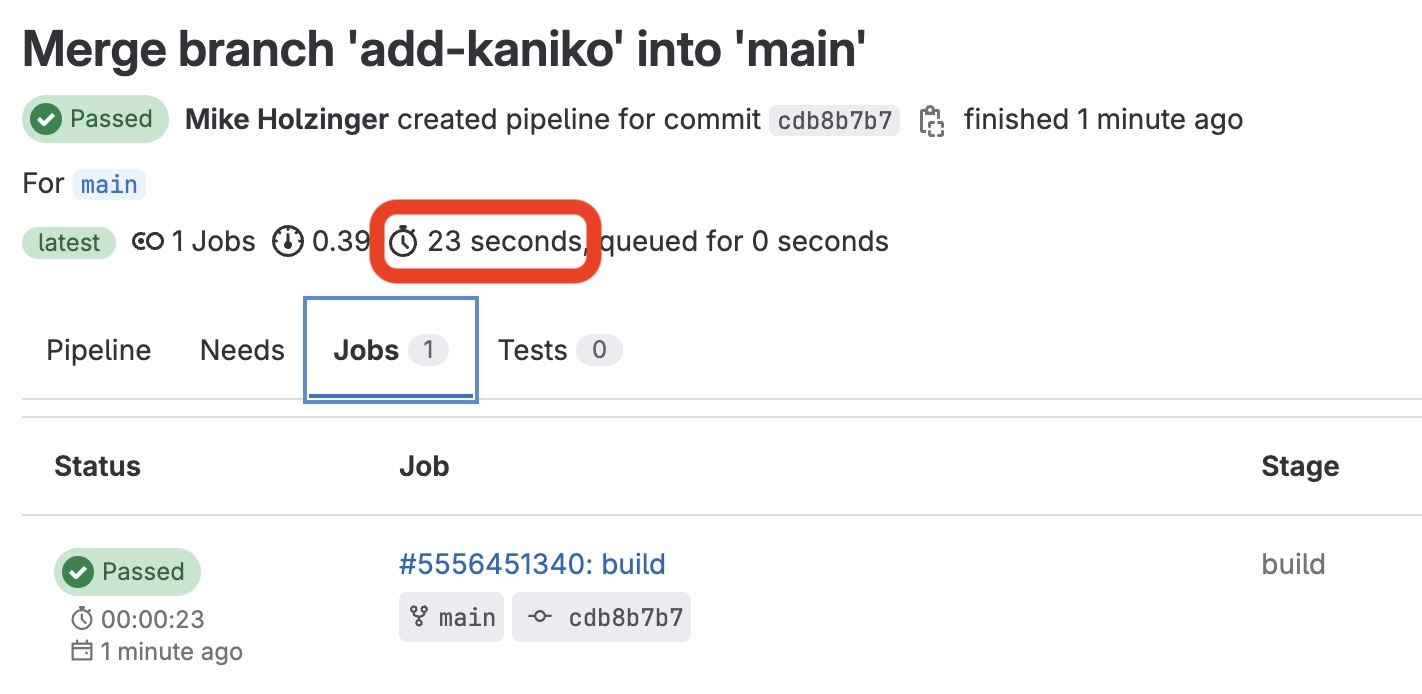 Merge branch 'add-kaniko' into 'main'
Passed Mike Holzinger created pipeline for commit cdb8b7b7 finished 1 minute ago
For main
latest 1 Jobs 0.39 23 seconds, queued for 0 seconds
Pipeline Needs Jobs 1 Tests 0
Status Job Stage
Passed #5556451340: build build
00:00:23 main cdb8b7b7
1 minute ago